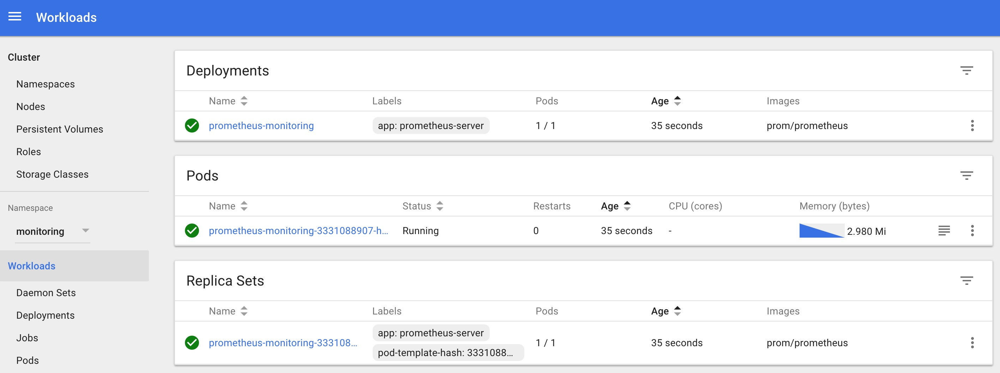 Workloads
Cluster
Namespaces
Nodes
Persistent Volumes
Roles
Storage Classes
Namespace
monitoring
Workloads
Daemon Sets
Deployments
Jobs
Pods
Deployments
Name Labels Pods Age Images
prometheus-monitoring app: prometheus-server 1 / 1 35 seconds prom/prometheus
Pods
Name Status Restarts Age CPU (cores) Memory (bytes)
prometheus-monitoring-3331088907-h... Running 0 35 seconds - 2.980 Mi
Replica Sets
Name Labels Pods Age Images
prometheus-monitoring-333108... app: prometheus-server 1 / 1 35 seconds prom/prometheus
pod-template-hash: 3331088...